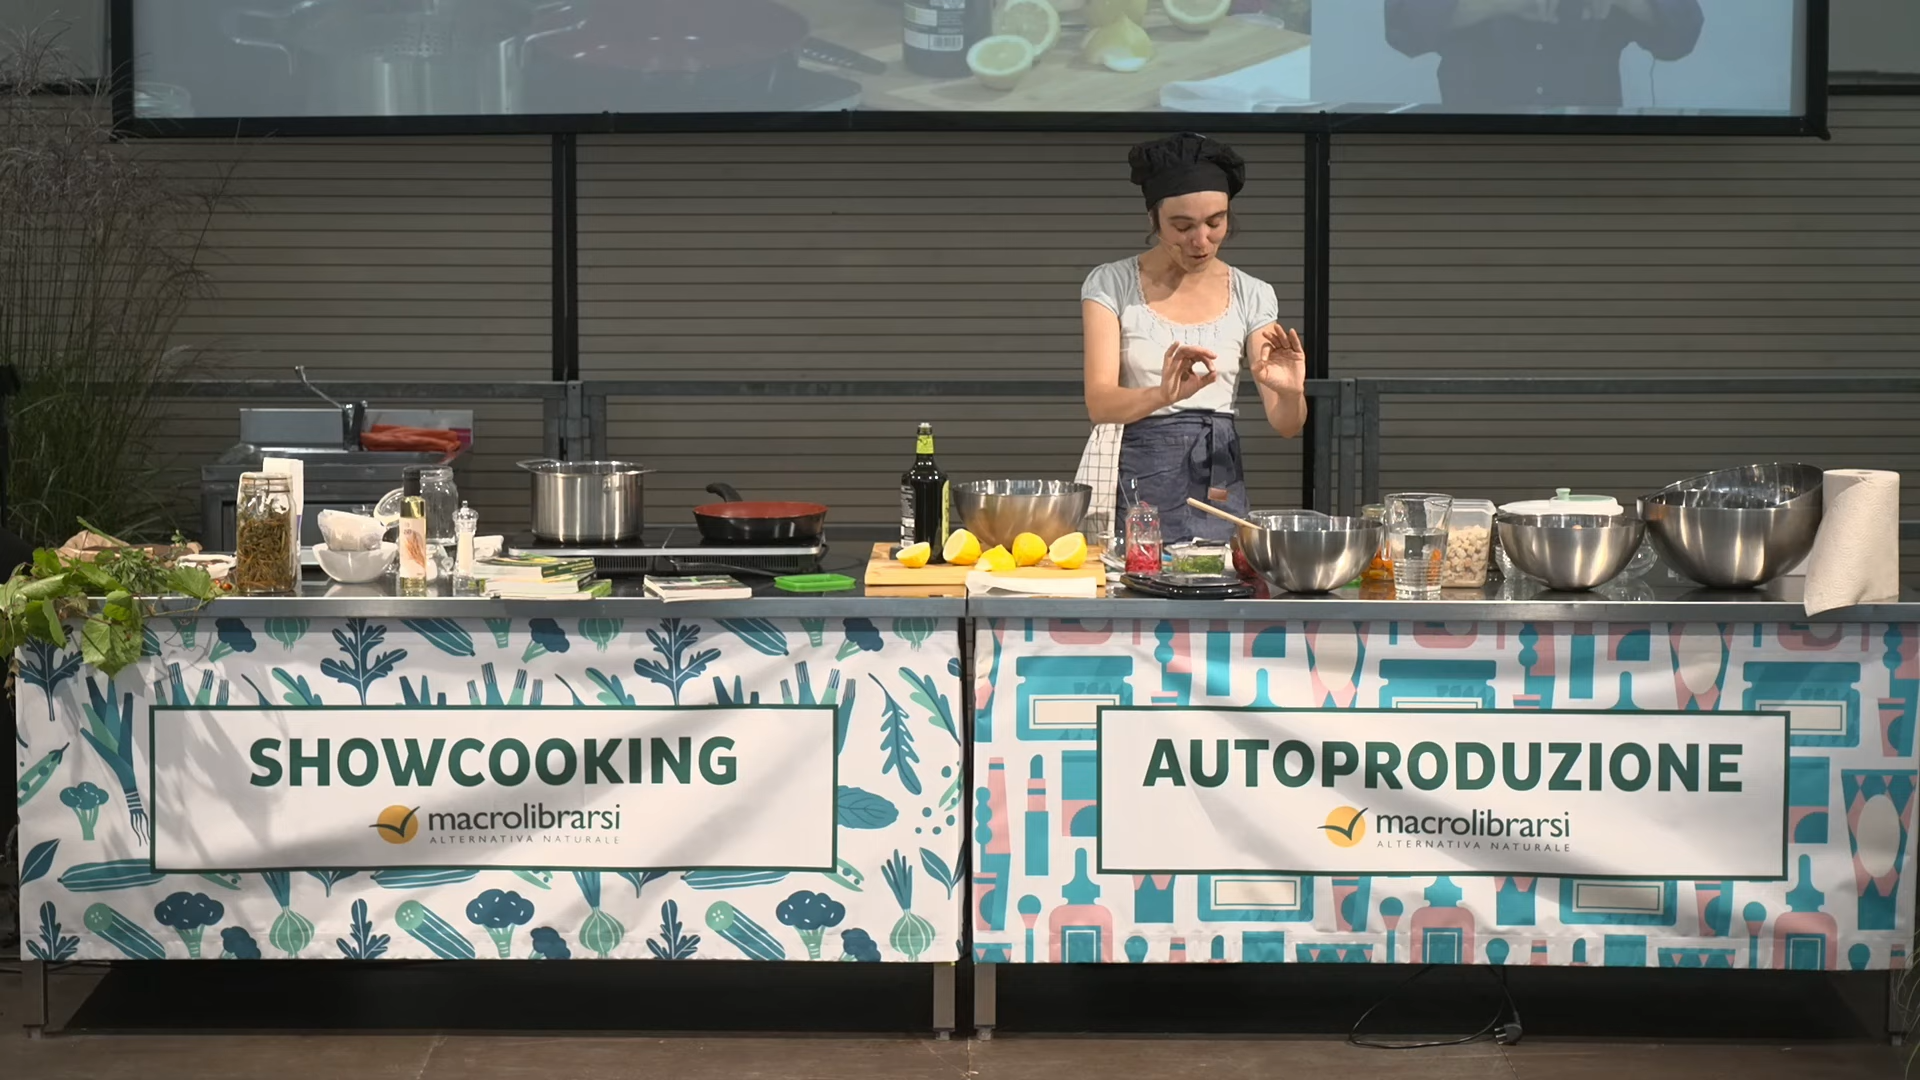 SHOWCOOKING
macrolibrarsi
ALTERNATIVA NATURALE
AUTOPRODUZIONE
macrolibrarsi
ALTERNATIVA NATURALE